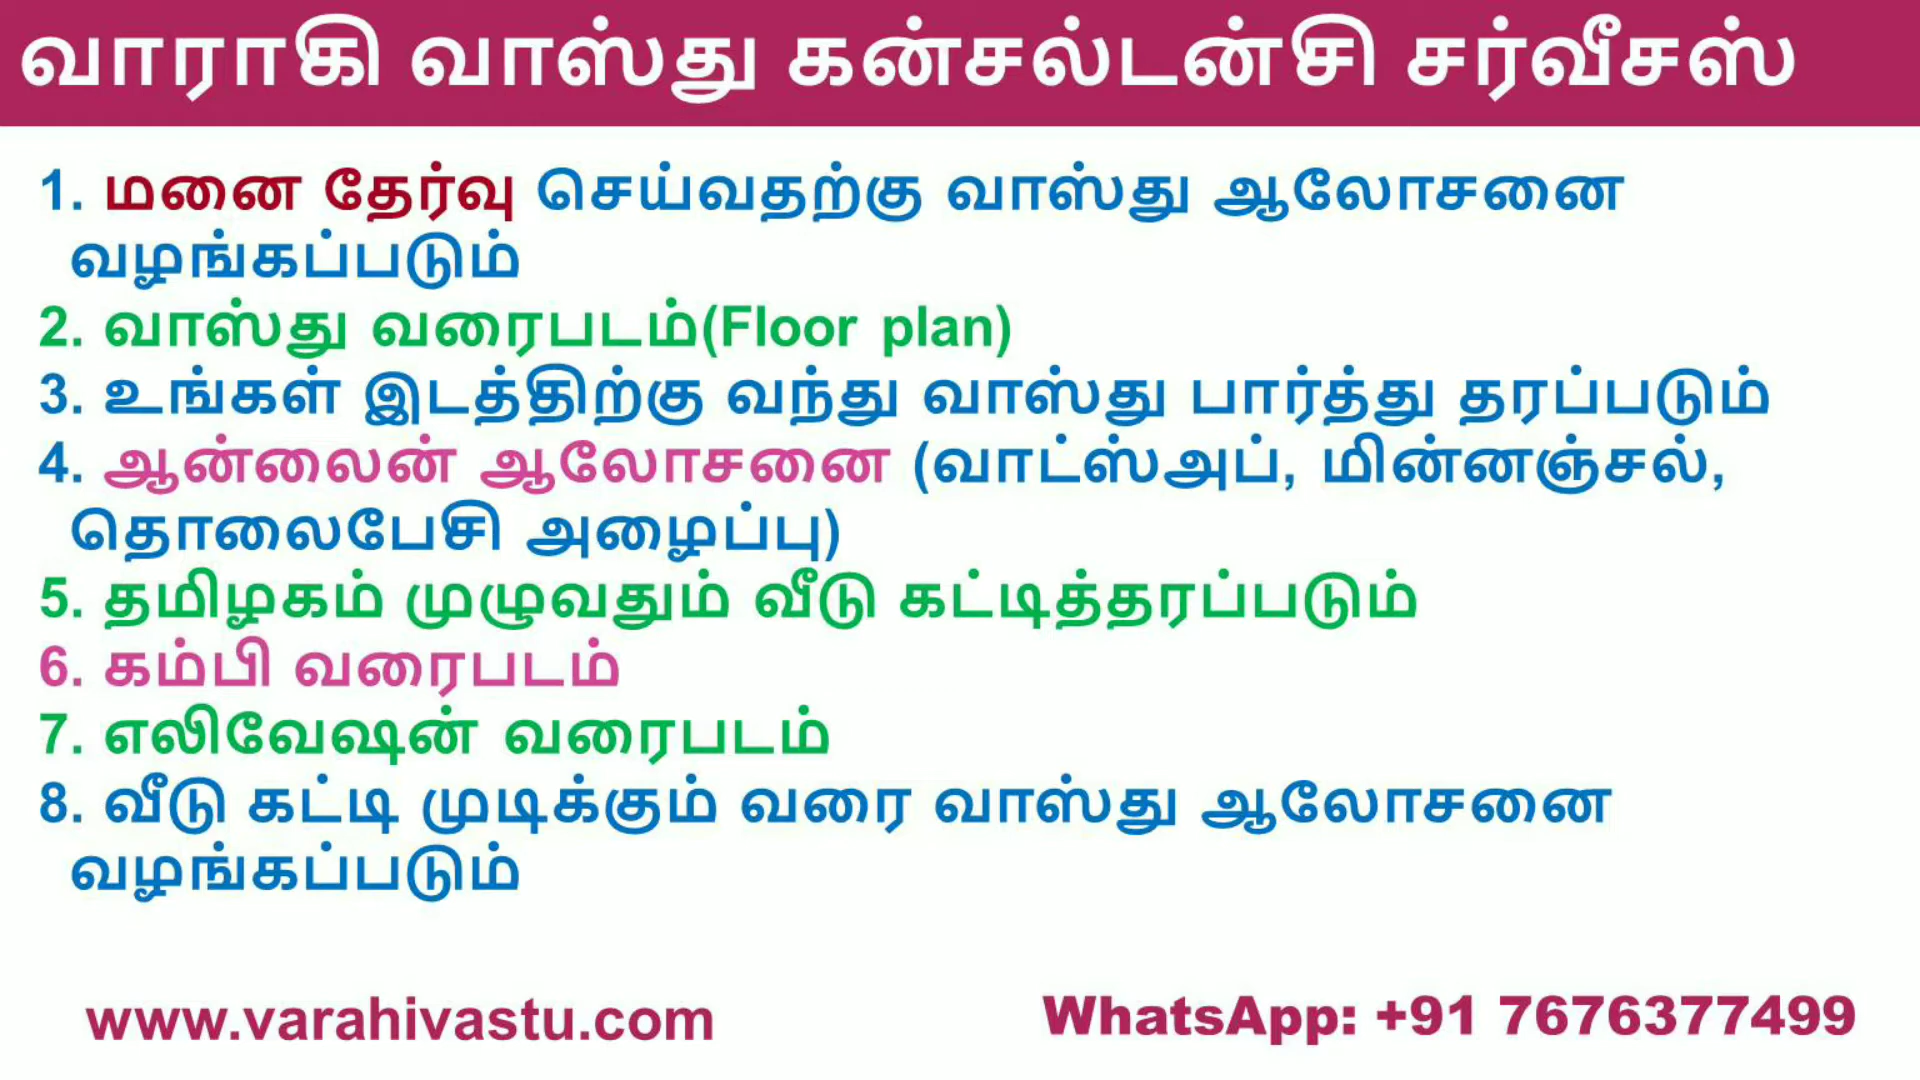 வாராகி வாஸ்து கன்சல்டன்சி சர்வீசஸ்
1. மனை தேர்வு செய்வதற்கு வாஸ்து ஆலோசனை
வழங்கப்படும்
2. வாஸ்து வரைபடம்(Floor plan)
3. உங்கள் இடத்திற்கு வந்து வாஸ்து பார்த்து தரப்படும்
4. ஆன்லைன் ஆலோசனை (வாட்ஸ்அப், மின்னஞ்சல்,
தொலைபேசி அழைப்பு)
5. தமிழகம் முழுவதும் வீடு கட்டித்தரப்படும்
6. கம்பி வரைபடம்
7. எலிவேஷன் வரைபடம்
8. வீடு கட்டி முடிக்கும் வரை வாஸ்து ஆலோசனை
வழங்கப்படும்
www.varahivastu.com
WhatsApp: +91 7676377499